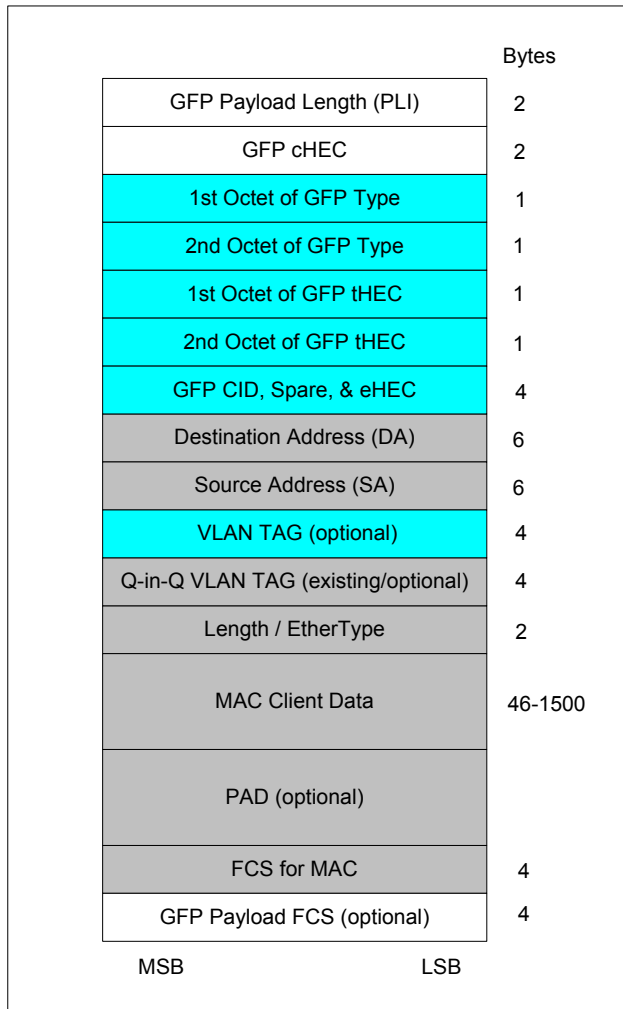 Bytes
GFP Payload Length (PLI) 2
GFP cHEC 2
1st Octet of GFP Type 1
2nd Octet of GFP Type 1
1st Octet of GFP tHEC 1
2nd Octet of GFP tHEC 1
GFP CID, Spare, & eHEC 4
Destination Address (DA) 6
Source Address (SA) 6
VLAN TAG (optional) 4
Q-in-Q VLAN TAG (existing/optional) 4
Length / EtherType 2
MAC Client Data 46-1500
PAD (optional)
FCS for MAC 4
GFP Payload FCS (optional) 4
MSB LSB